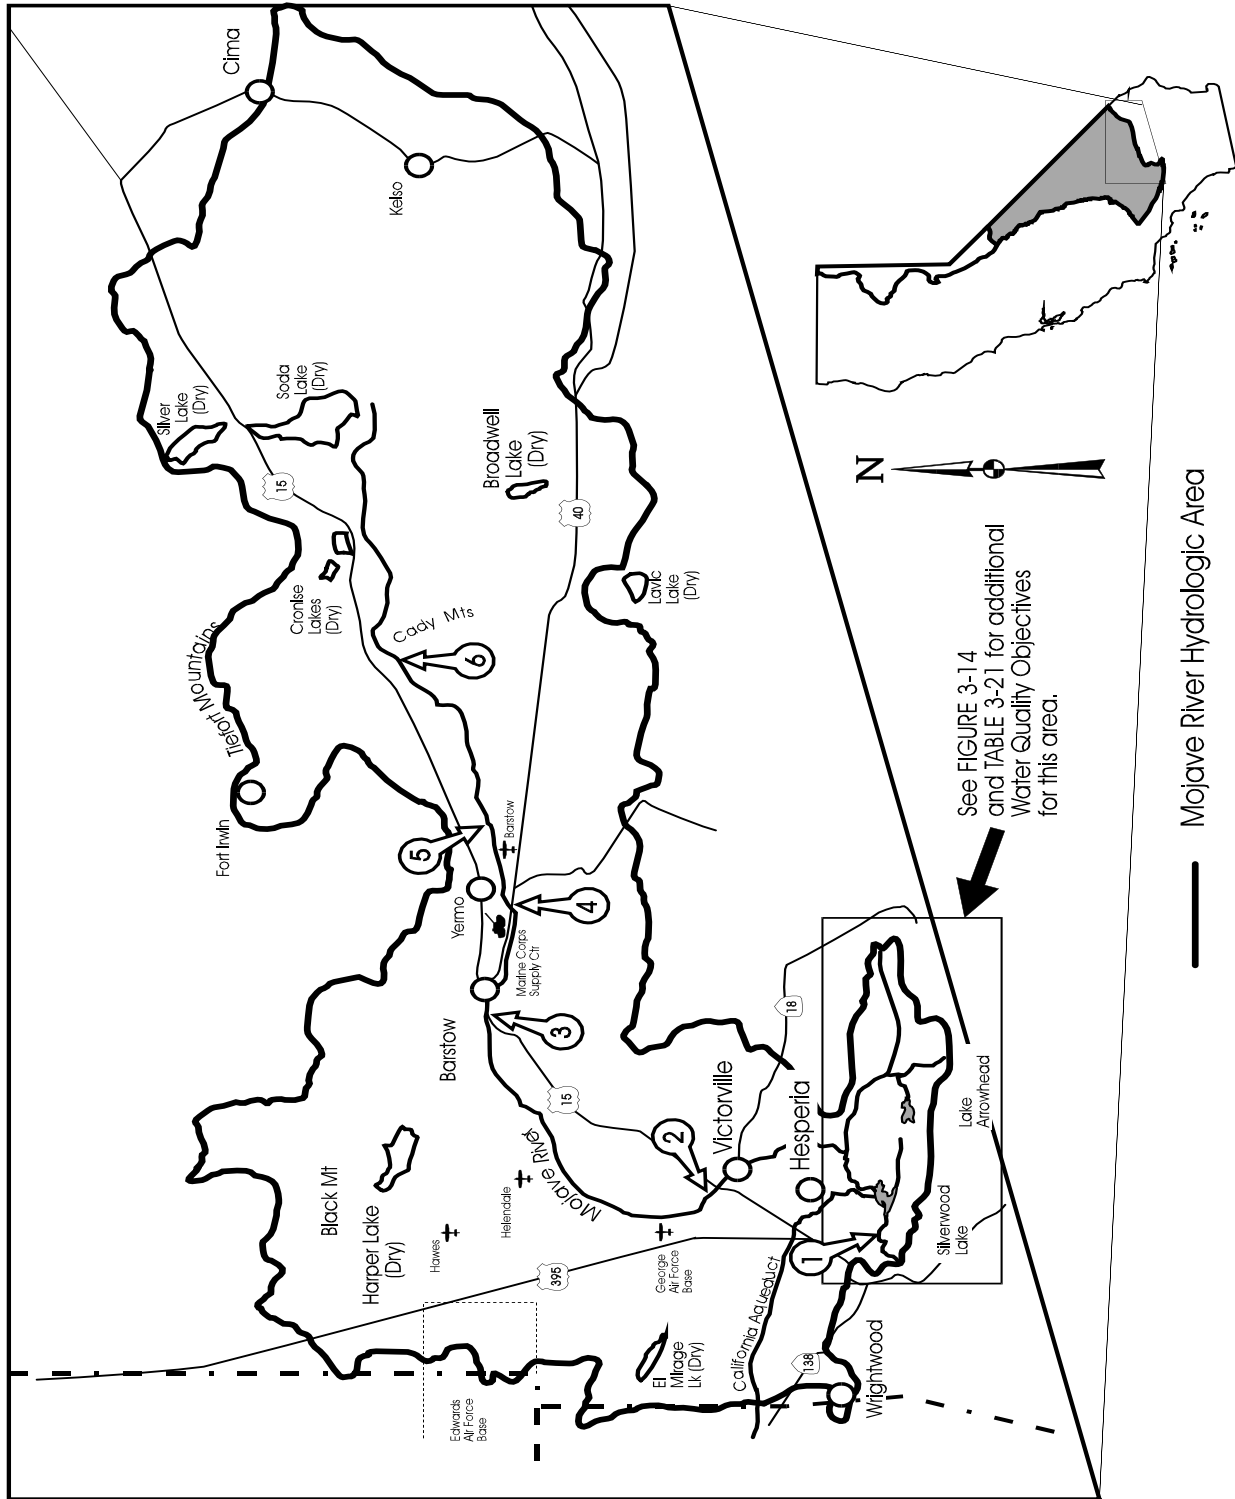 Cima
Kelso
Silver
Lake
(Dry)
Soda
Lake
(Dry)
15
Broadwell
Lake
(Dry)
40
Cronise
Lakes
(Dry)
Lavic
Lake
(Dry)
Cady Mts
Tiefort Mountains
Fort Irwin
6
5
Barstow
Yermo
4
Marine Corps
Supply Ctr
Barstow
3
15
18
Black Mt
Harper Lake
(Dry)
Hawes
Helendale
Mojave River
2
Victorville
Hesperia
395
George
Air Force
Base
1
California Aqueduct
El
Mirage
Lk (Dry)
Edwards
Air Force
Base
138
Wrightwood
Silverwood
Lake
Lake
Arrowhead
See FIGURE 3-14
and TABLE 3-21 for additional
Water Quality Objectives
for this area.
N
Mojave River Hydrologic Area